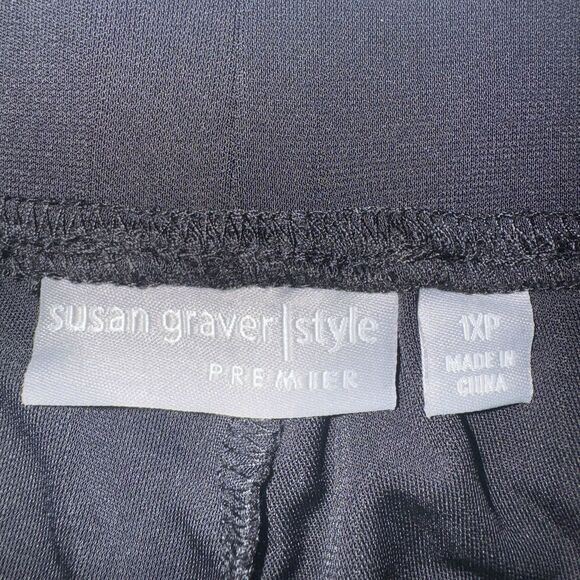 susan graver|style
PREMIER
1XP
MADE IN
CHINA